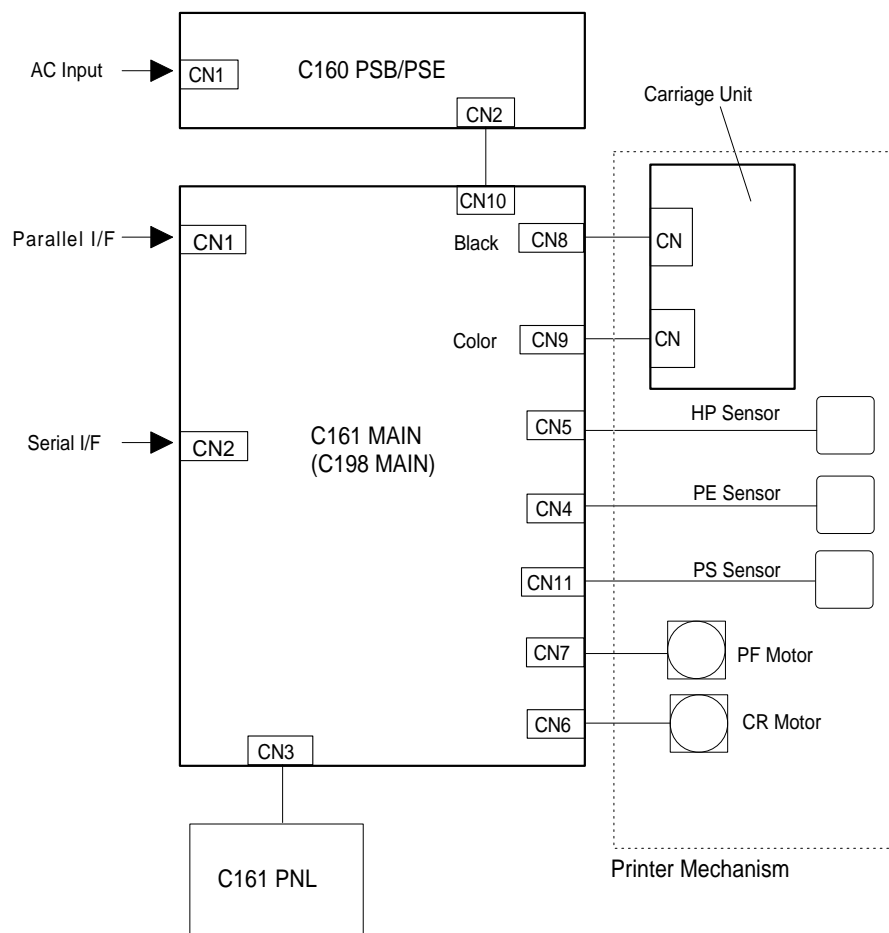 AC Input
CN1
C160 PSB/PSE
CN2
Carriage Unit
CN10
Parallel I/F
CN1
Black
CN8
CN
Color
CN9
CN
HP Sensor
CN5
Serial I/F
CN2
C161 MAIN
(C198 MAIN)
PE Sensor
CN4
PS Sensor
CN11
CN7
PF Motor
CN6
CR Motor
CN3
C161 PNL
Printer Mechanism